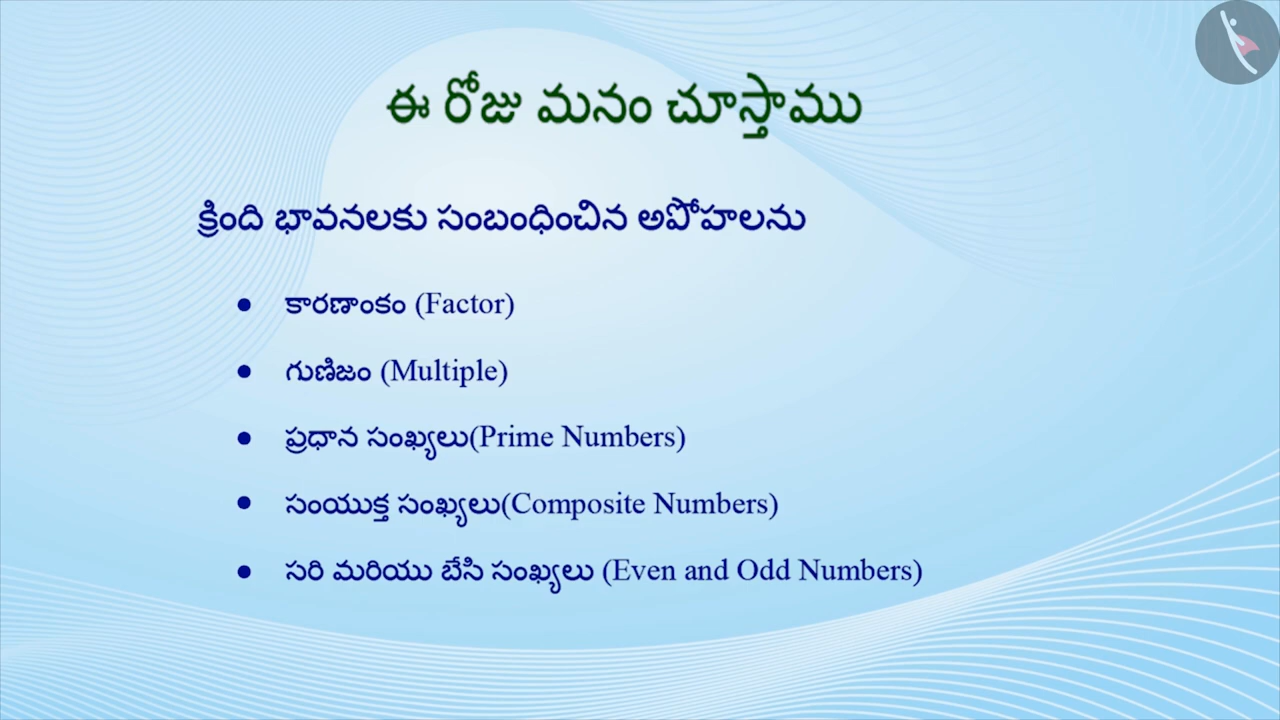 ఈ రోజు మనం చూస్తాము
క్రింది భావనలకు సంబంధించిన అపోహలను
● కారణాంకం (Factor)
● గుణిజం (Multiple)
● ప్రధాన సంఖ్యలు(Prime Numbers)
● సంయుక్త సంఖ్యలు(Composite Numbers)
● సరి మరియు బేసి సంఖ్యలు (Even and Odd Numbers)